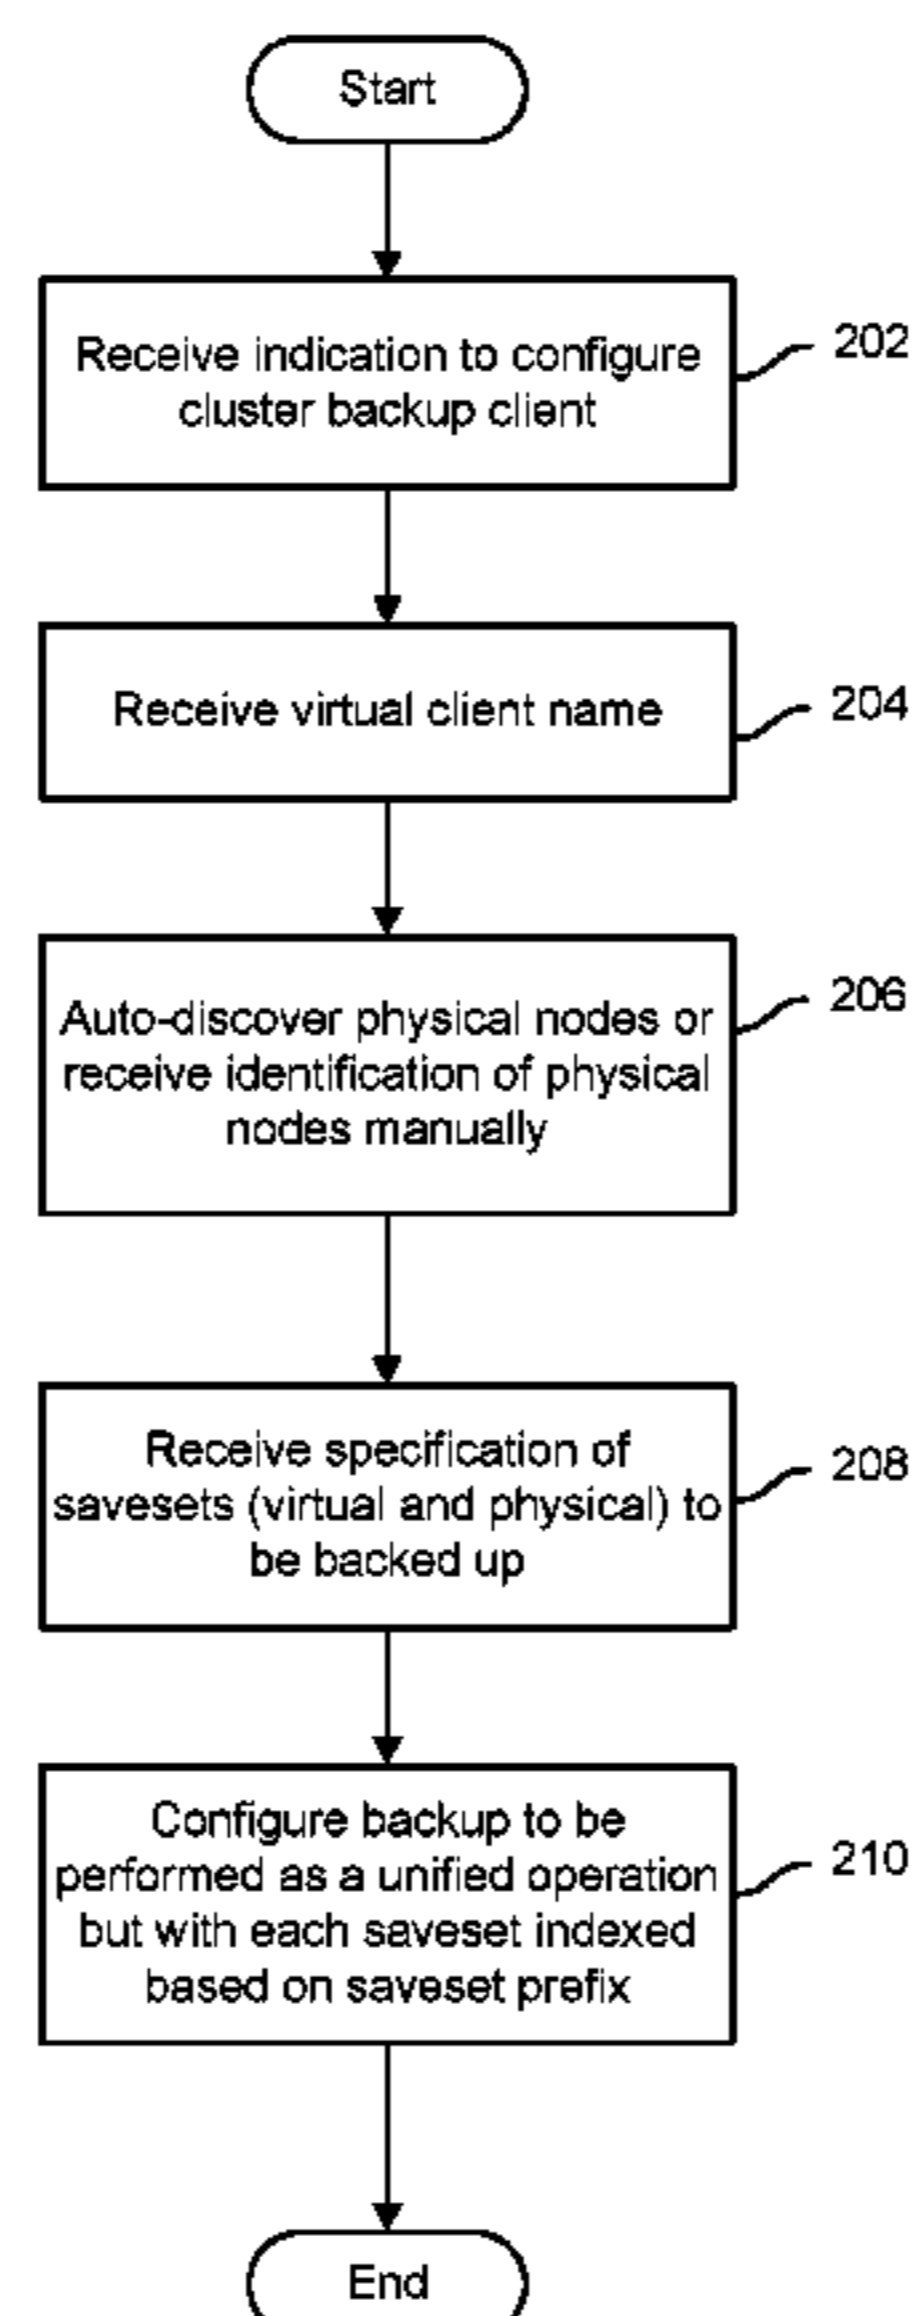 Start
Receive indication to configure
cluster backup client
202
Receive virtual client name
204
Auto-discover physical nodes or
receive identification of physical
nodes manually
206
Receive specification of
savesets (virtual and physical) to
be backed up
208
Configure backup to be
performed as a unified operation
but with each saveset indexed
based on saveset prefix
210
End